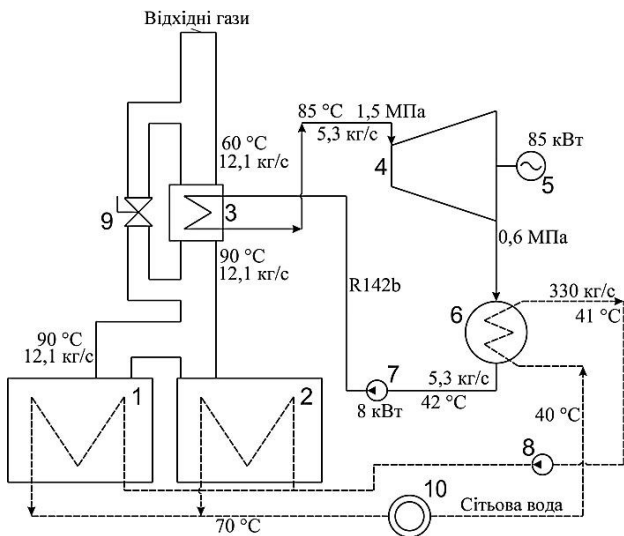 Відхідні гази
85 °C 1,5 МПа
5,3 кг/с
60 °C
12,1 кг/с
85 кВт
4
5
9
3
0,6 МПа
90 °C
12,1 кг/с
R142b
330 кг/с
6
41 °C
90 °C
12,1 кг/с
7
5,3 кг/с
8 кВт
42 °C
40 °C
1
2
8
10
Сітьова вода
70 °C